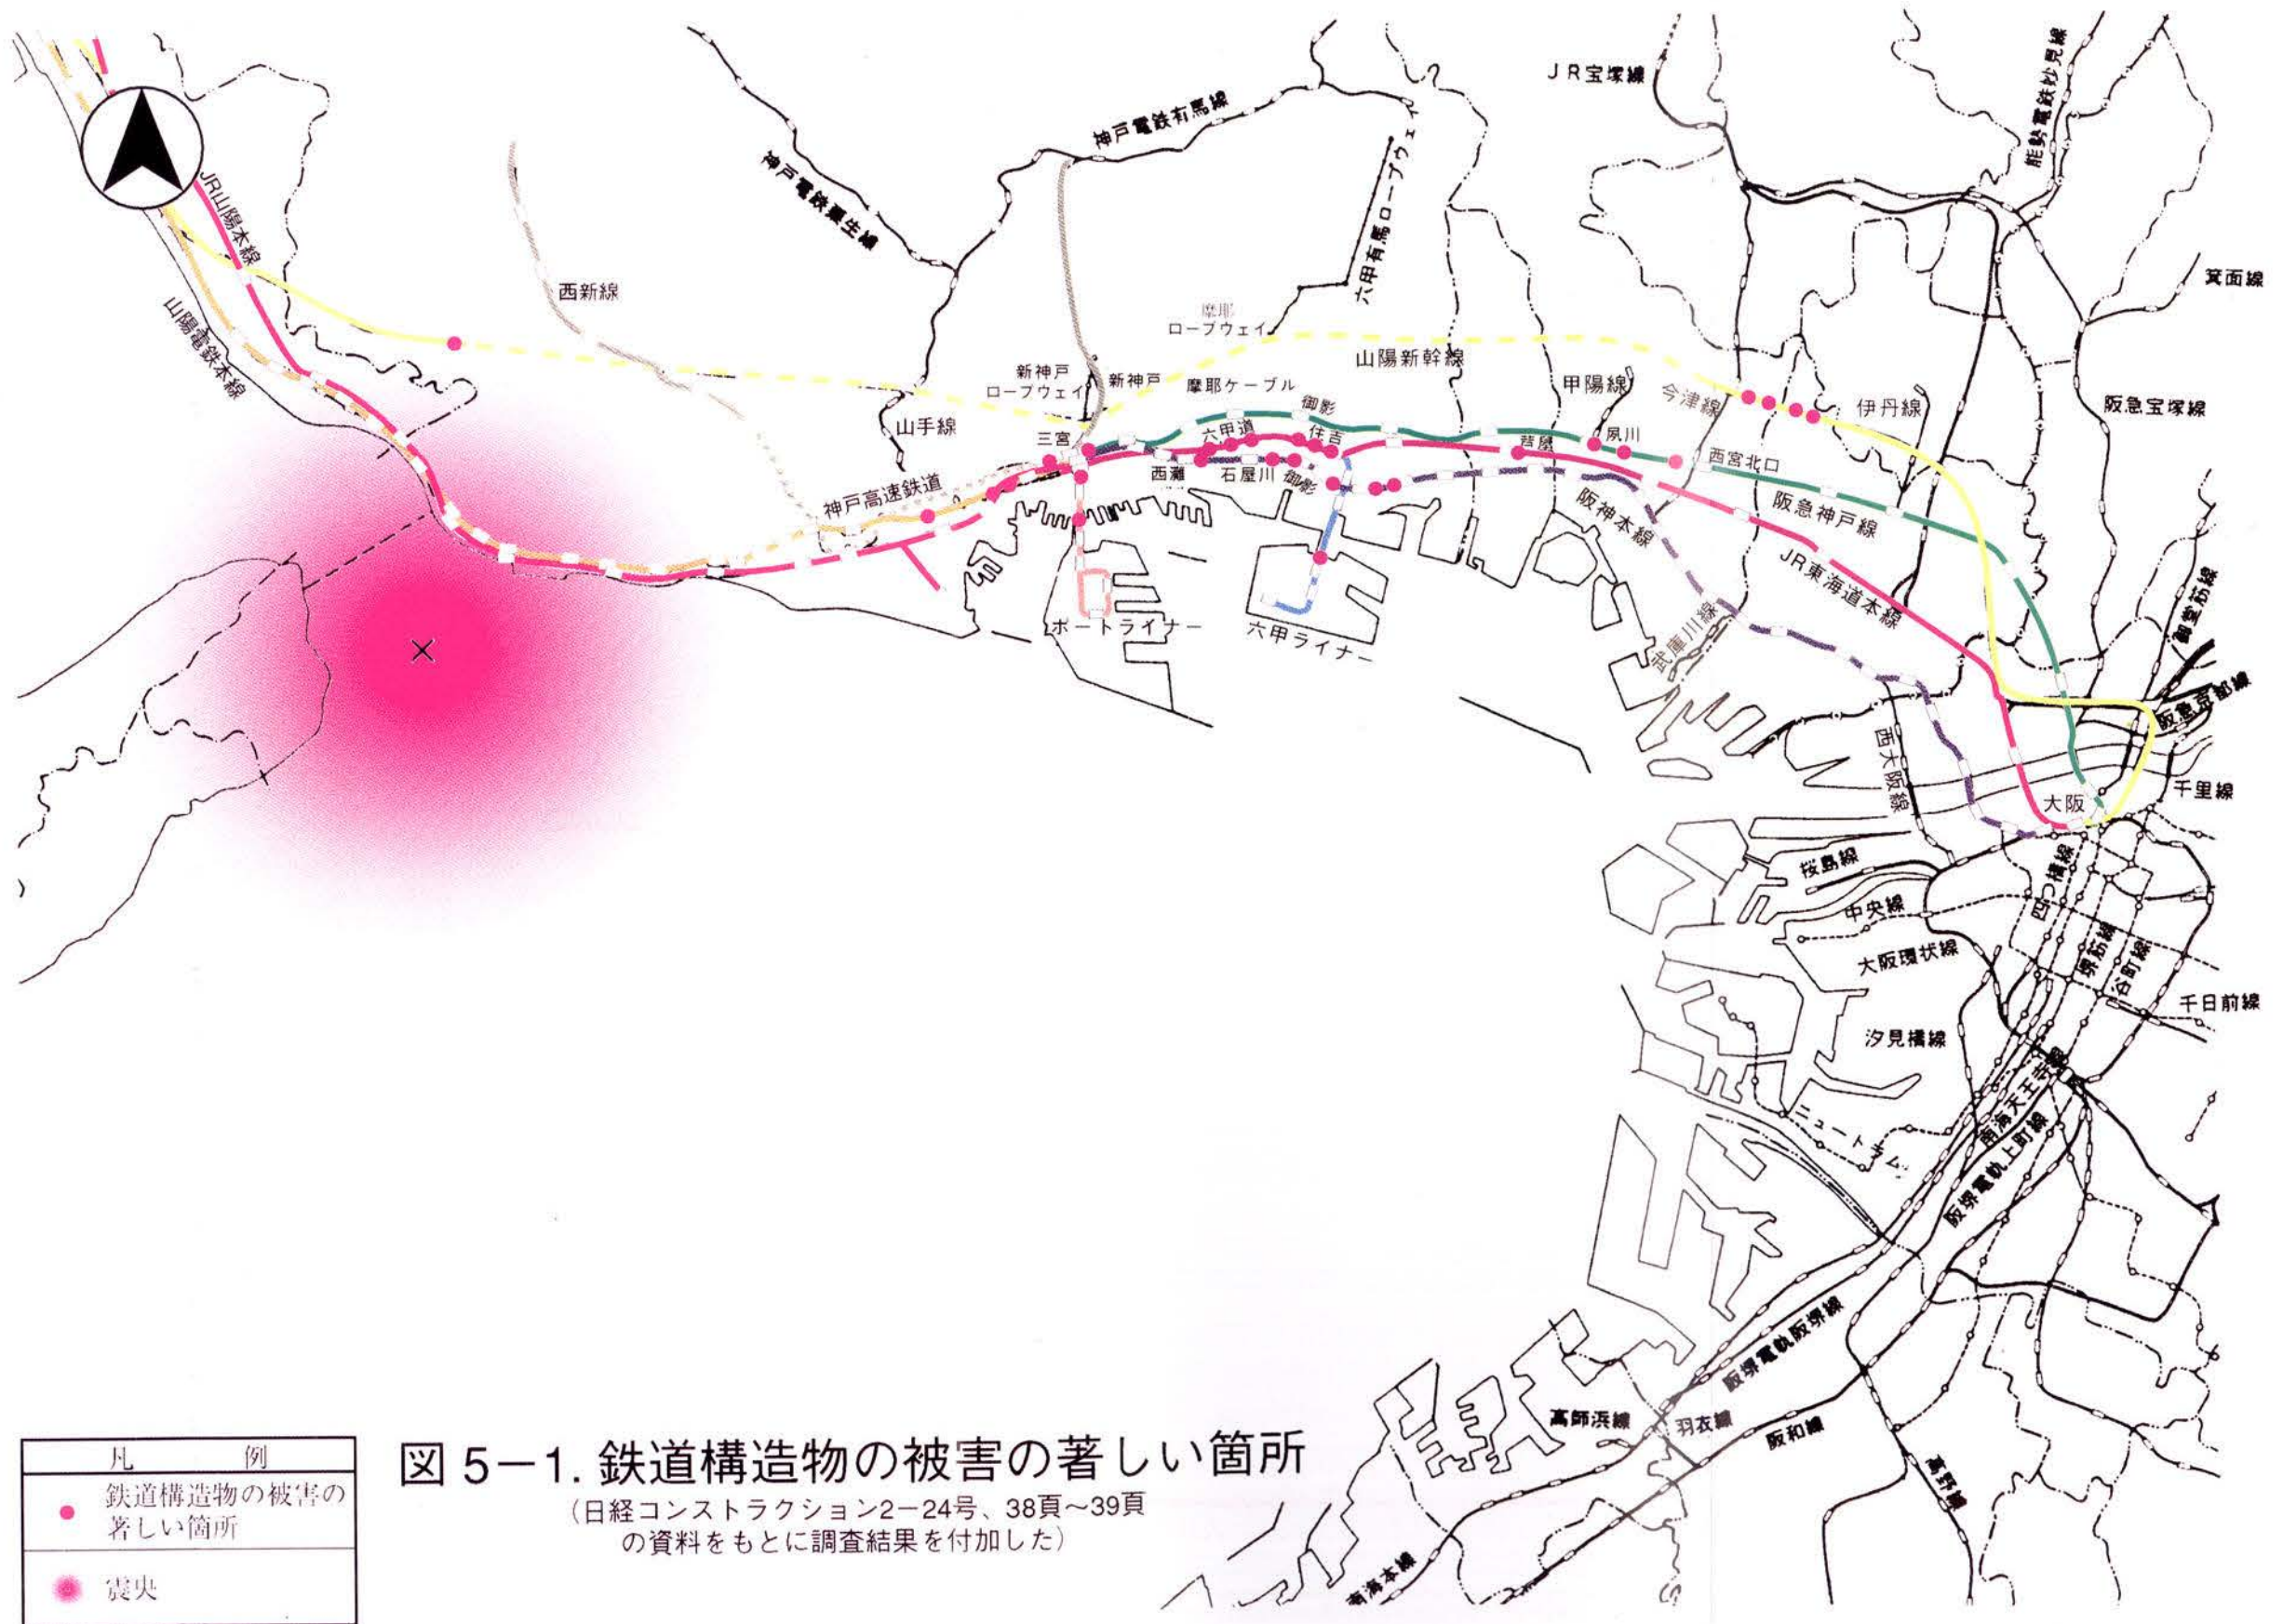 JR宝塚線
能勢電鉄妙見線
神戸電鉄有馬線
神戸電鉄粟生線
六甲有馬ロープウェイ
JR山陽本線
山陽電鉄本線
西新線
箕面線
摩耶
ロープウェイ
山陽新幹線
新神戸
ロープウェイ
新神戸
摩耶ケーブル
甲陽線
今津線
伊丹線
阪急宝塚線
山手線
御影
三宮
六甲道
住吉
芦屋
夙川
西宮北口
西灘
石屋川
御影
神戸高速鉄道
阪神本線
阪急神戸線
JR東海道本線
御堂筋線
ポートライナー
六甲ライナー
武庫川線
阪急京都線
西大阪線
千里線
大阪
桜島線
四つ橋線
中央線
堺筋線
谷町線
大阪環状線
千日前線
汐見橋線
ニュートラム
南海天王寺線
阪堺電軌上町線
阪堺電軌阪堺線
高師浜線
羽衣線
阪和線
高野線
南海本線
図5-1. 鉄道構造物の被害の著しい箇所
(日経コンストラクション2-24号、38頁～39頁
の資料をもとに調査結果を付加した)
凡 例
鉄道構造物の被害の
著しい箇所
震央